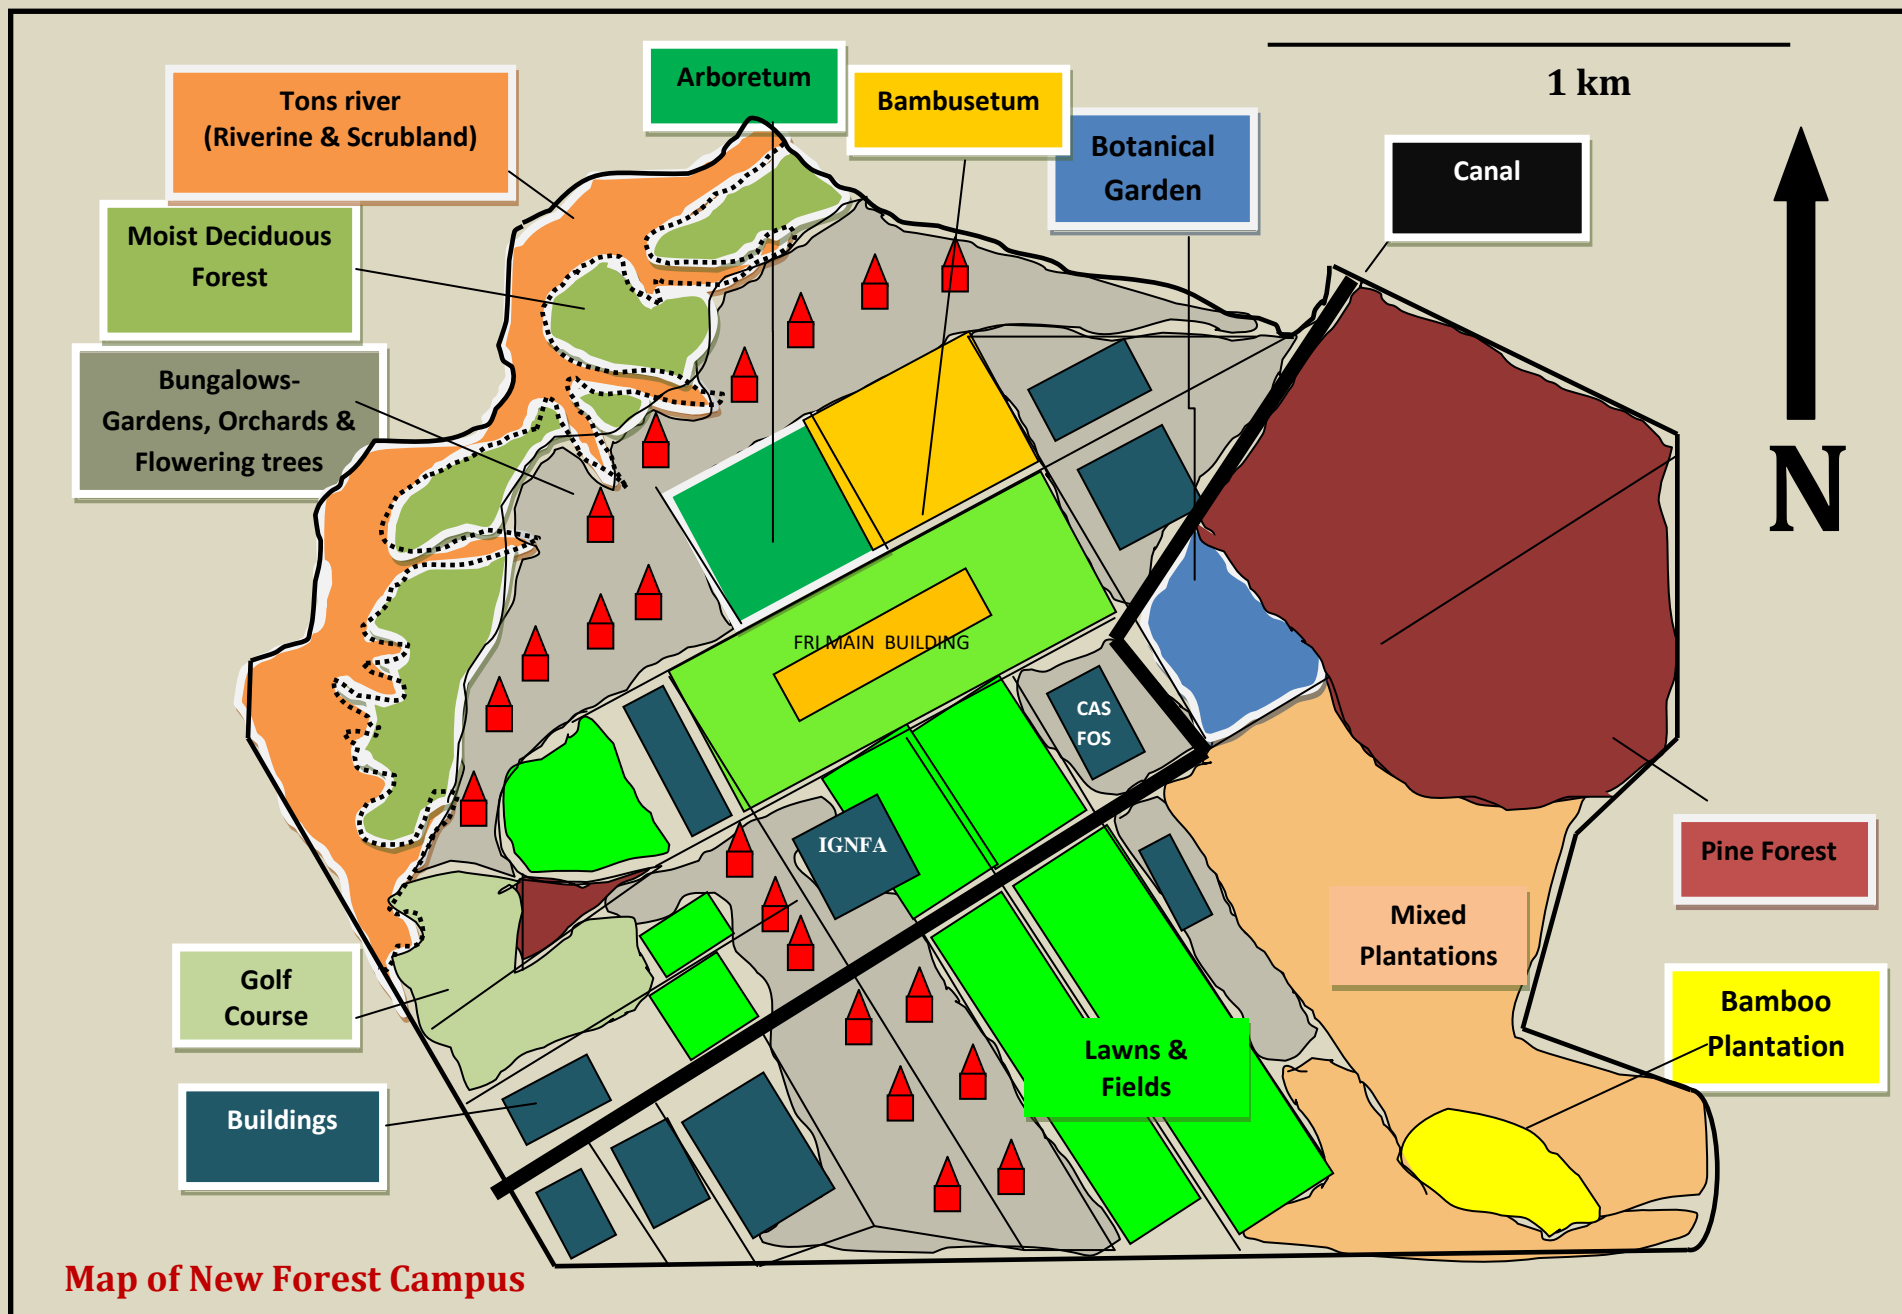 Arboretum
1 km
Tons river
(Riverine & Scrubland)
Bambusetum
Botanical
Garden
Canal
Moist Deciduous
Forest
Bungalows-
Gardens, Orchards &
Flowering trees
N
FRI MAIN BUILDING
CAS
FOS
IGNFA
Pine Forest
Mixed
Plantations
Golf
Course
Bamboo
Plantation
Lawns &
Fields
Buildings
Map of New Forest Campus